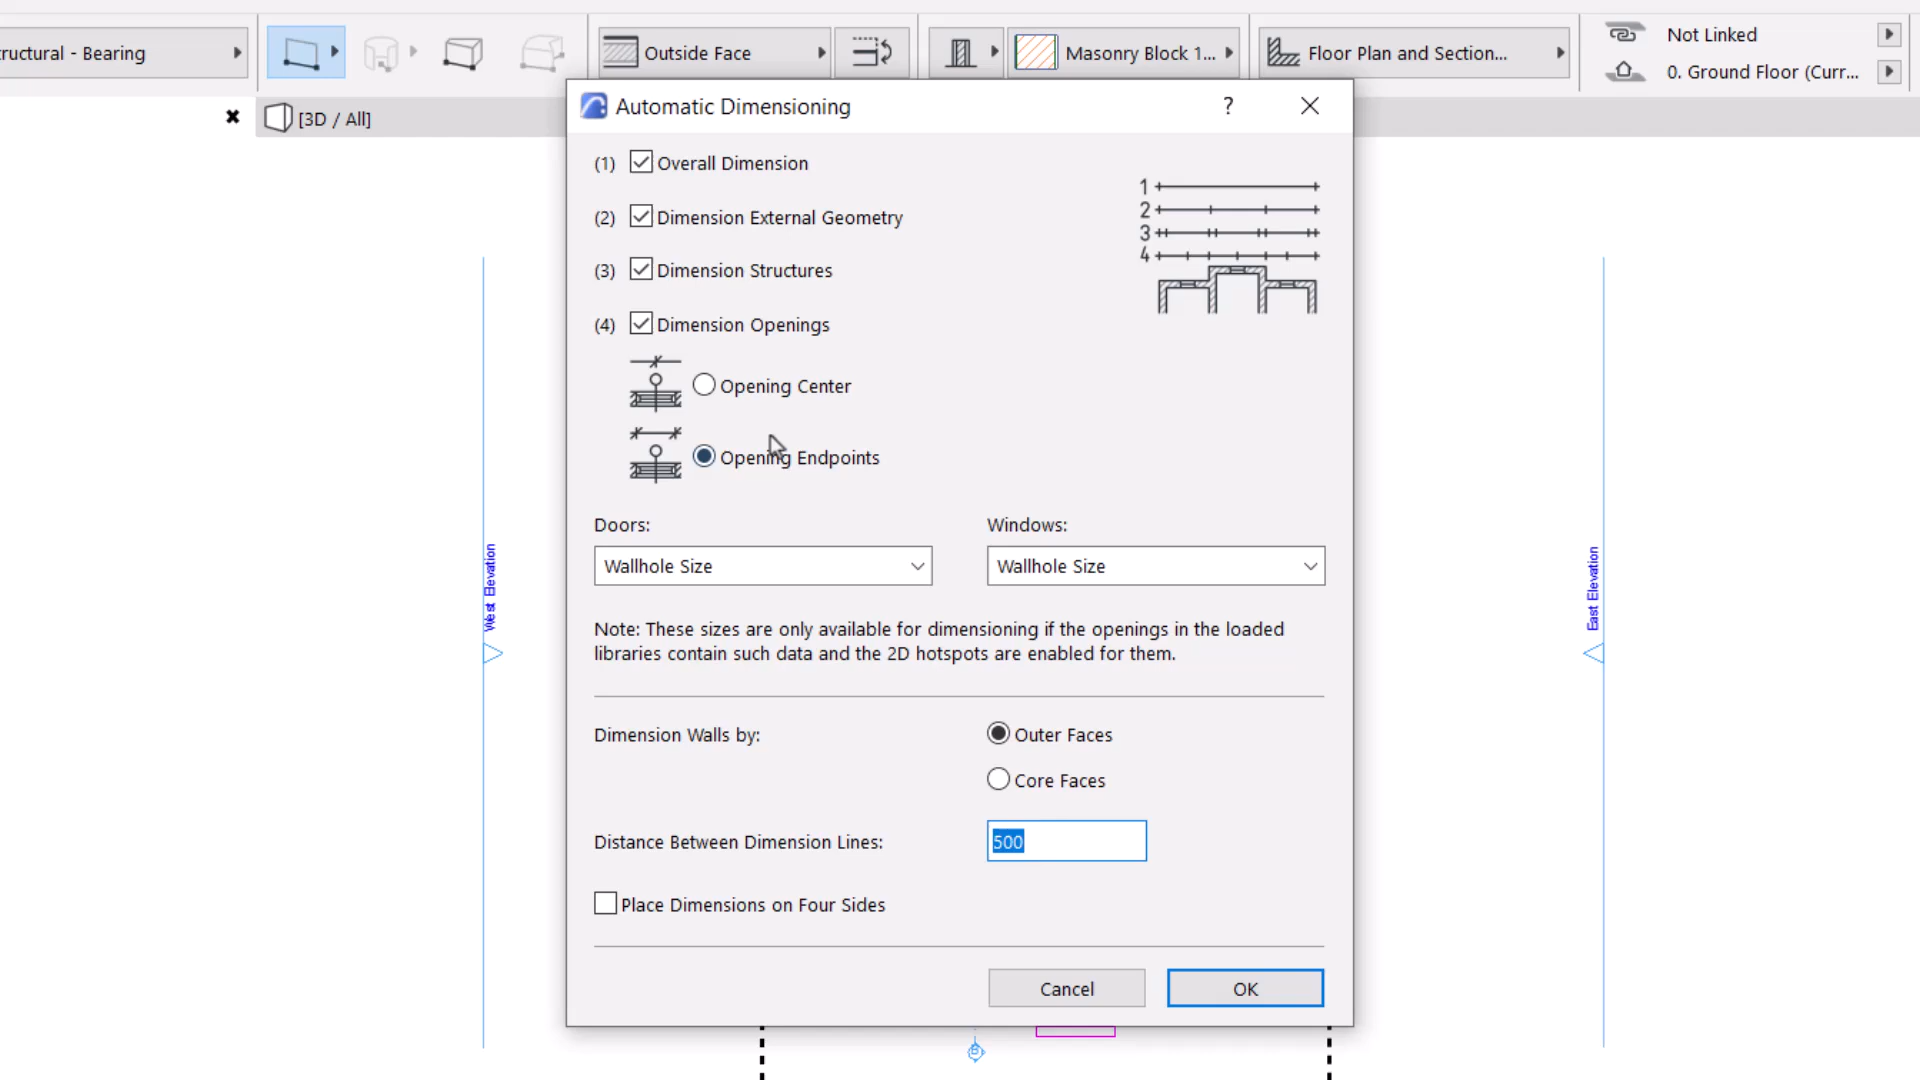 ructural - Bearing
Outside Face
Masonry Block 1...
Floor Plan and Section...
Not Linked
0. Ground Floor (Curr...
[3D / All]
Automatic Dimensioning
?
(1) Overall Dimension
(2) Dimension External Geometry
(3) Dimension Structures
(4) Dimension Openings
1
2
3
4
Opening Center
Opening Endpoints
Doors:
Windows:
Wallhole Size
Wallhole Size
Note: These sizes are only available for dimensioning if the openings in the loaded
libraries contain such data and the 2D hotspots are enabled for them.
Dimension Walls by:
Outer Faces
Core Faces
Distance Between Dimension Lines:
500
Place Dimensions on Four Sides
Cancel
OK
West Elevation
East Elevation